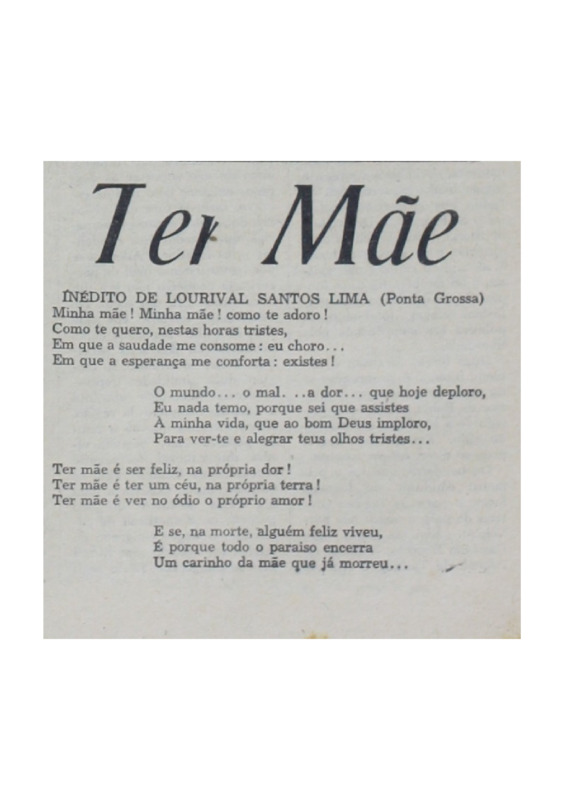 Ter Mãe
INÉDITO DE LOURIVAL SANTOS LIMA (Ponta Grossa)
Minha mãe ! Minha mãe ! como te adoro !
Como te quero, nestas horas tristes,
Em que a saudade me consome : eu choro...
Em que a esperança me conforta : existes !
O mundo... o mal. ..a dor... que hoje deploro,
Eu nada temo, porque sei que assistes
À minha vida, que ao bom Deus imploro,
Para ver-te e alegrar teus olhos tristes...
Ter mãe é ser feliz, na própria dor !
Ter mãe é ter um céu, na própria terra !
Ter mãe é ver no ódio o próprio amor !
E se, na morte, alguém feliz viveu,
É porque todo o paraiso encerra
Um carinho da mãe que já morreu...